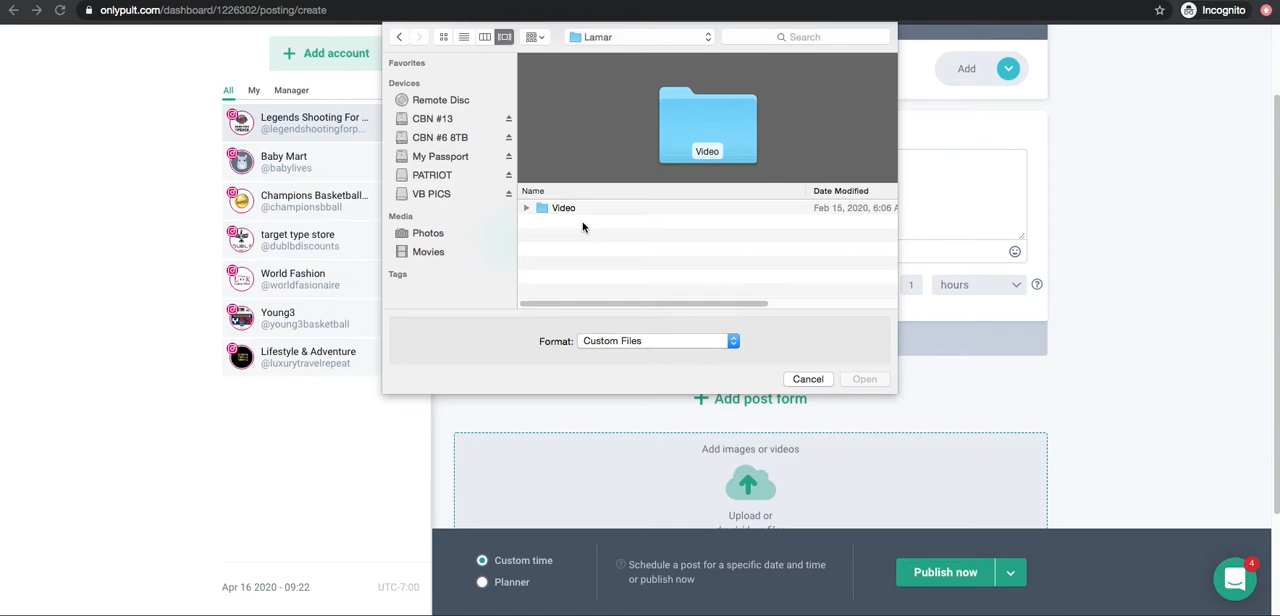 onlypult.com/dashboard/1226302/posting/create
Incognito
Add account
All My Manager
Legends Shooting For ...
@legendshootingforp...
Baby Mart
@babylives
Champions Basketball...
@championsbball
target type store
@dublbdiscounts
World Fashion
@worldfasionaire
Young3
@young3basketball
Lifestyle & Adventure
@luxurytravelrepeat
Apr 16 2020 - 09:22 UTC-7:00
Lamar
Search
Favorites
Devices
Remote Disc
CBN #13
CBN #6 8TB
My Passport
PATRIOT
VB PICS
Media
Photos
Movies
Tags
Video
Name Date Modified
Video Feb 15, 2020, 6:06 A
Format: Custom Files
Cancel Open
Add
1 hours
Add post form
Add images or videos
Upload or
Custom time
Planner
Schedule a post for a specific date and time
or publish now
Publish now
4